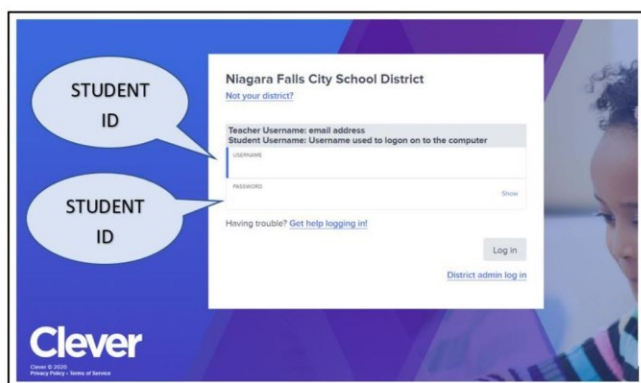 STUDENT
ID
STUDENT
ID
Niagara Falls City School District
Not your district?
Teacher Username: email address
Student Username: Username used to logon on to the computer
USERNAME
PASSWORD
Show
Having trouble? Get help logging in!
Log in
District admin log in
Clever
Clever © 2020
Privacy Policy • Terms of Service